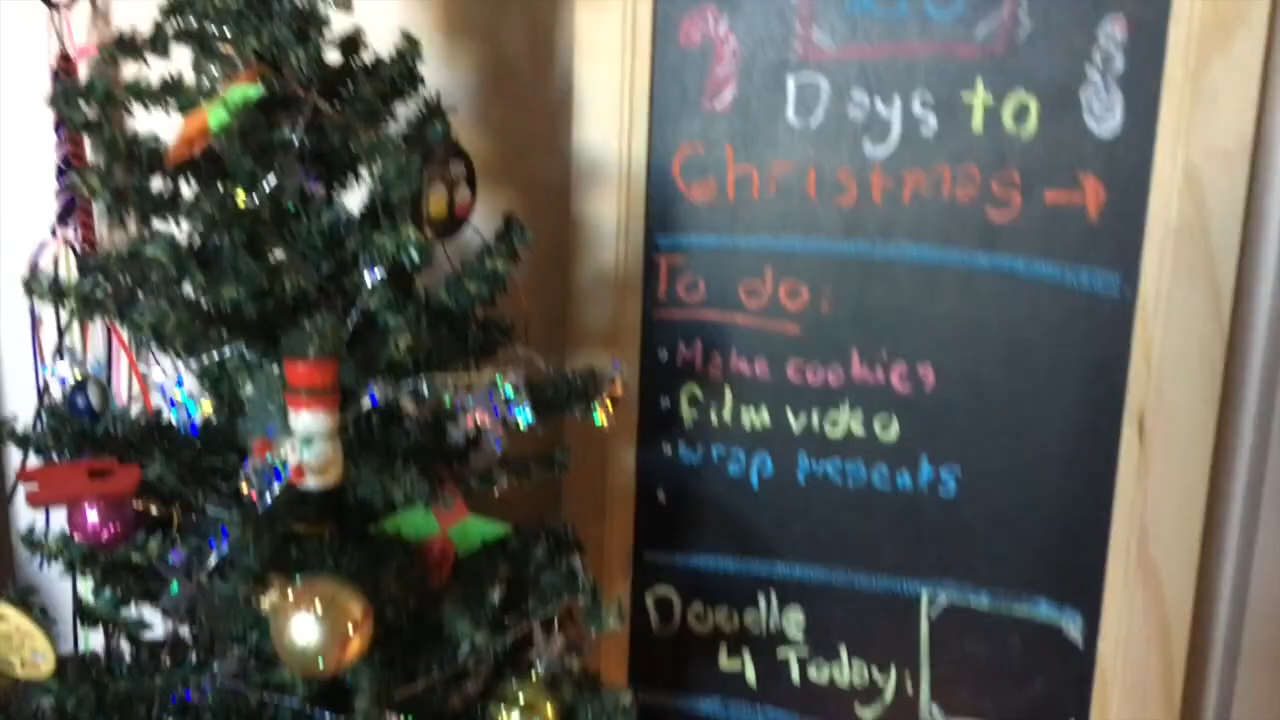 Days to
Christmas →
To do:
• Make cookies
• film video
• wrap presents
•
Doodle
4 Today: